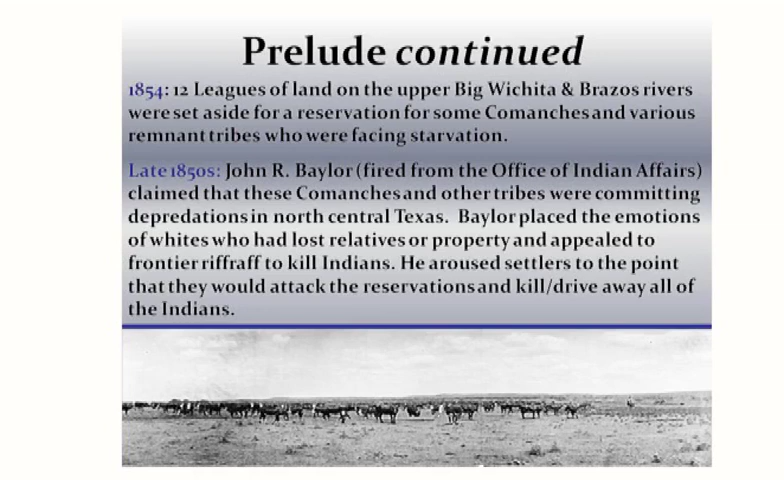 Prelude continued
1854: 12 Leagues of land on the upper Big Wichita & Brazos rivers
were set aside for a reservation for some Comanches and various
remnant tribes who were facing starvation.
Late 1850s: John R. Baylor (fired from the Office of Indian Affairs)
claimed that these Comanches and other tribes were committing
depredations in north central Texas. Baylor placed the emotions
of whites who had lost relatives or property and appealed to
frontier riffraff to kill Indians. He aroused settlers to the point
that they would attack the reservations and kill/drive away all of
the Indians.